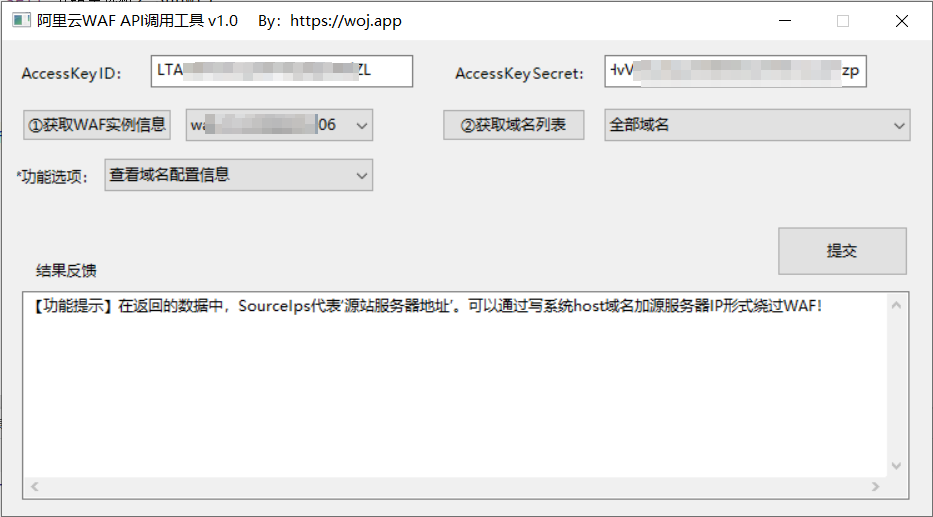 阿里云WAF API调用工具 v1.0 By：https://woj.app
AccessKeyID： LTA ZL AccessKeySecret: HvV zp
①获取WAF实例信息 wa 06 ②获取域名列表 全部域名
*功能选项： 查看域名配置信息
提交
结果反馈
【功能提示】在返回的数据中，SourceIps代表'源站服务器地址'。可以通过写系统host域名加源服务器IP形式绕过WAF!